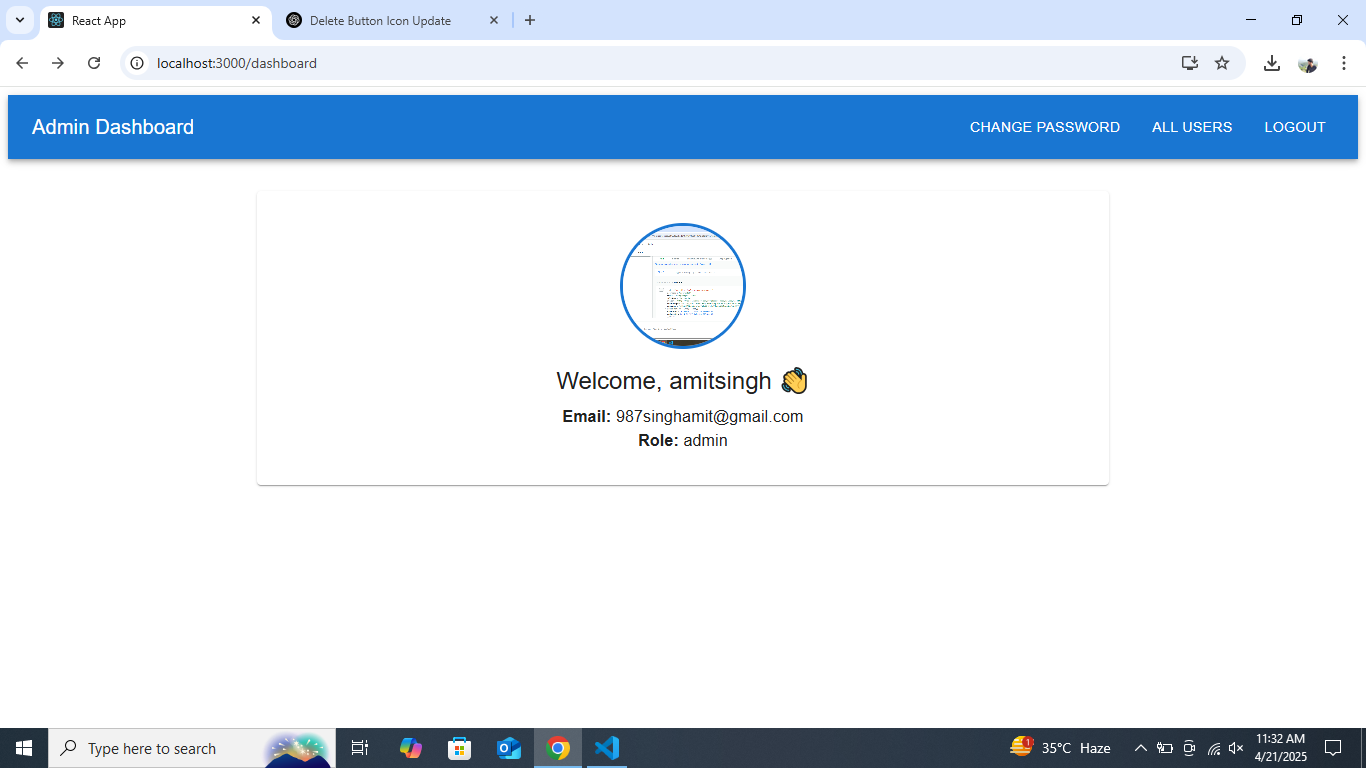 React App
Delete Button Icon Update
localhost:3000/dashboard
Admin Dashboard
CHANGE PASSWORD
ALL USERS
LOGOUT
Welcome, amitsingh 👋
Email: 987singhamit@gmail.com
Role: admin
Type here to search
1
35°C Haze
11:32 AM
4/21/2025